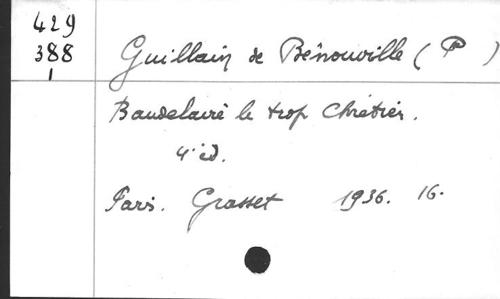 429
388
1
Guillain de Bénouville (P )
Baudelaire le trop Chrétien.
4e éd.
Paris. Grasset 1936. 16.